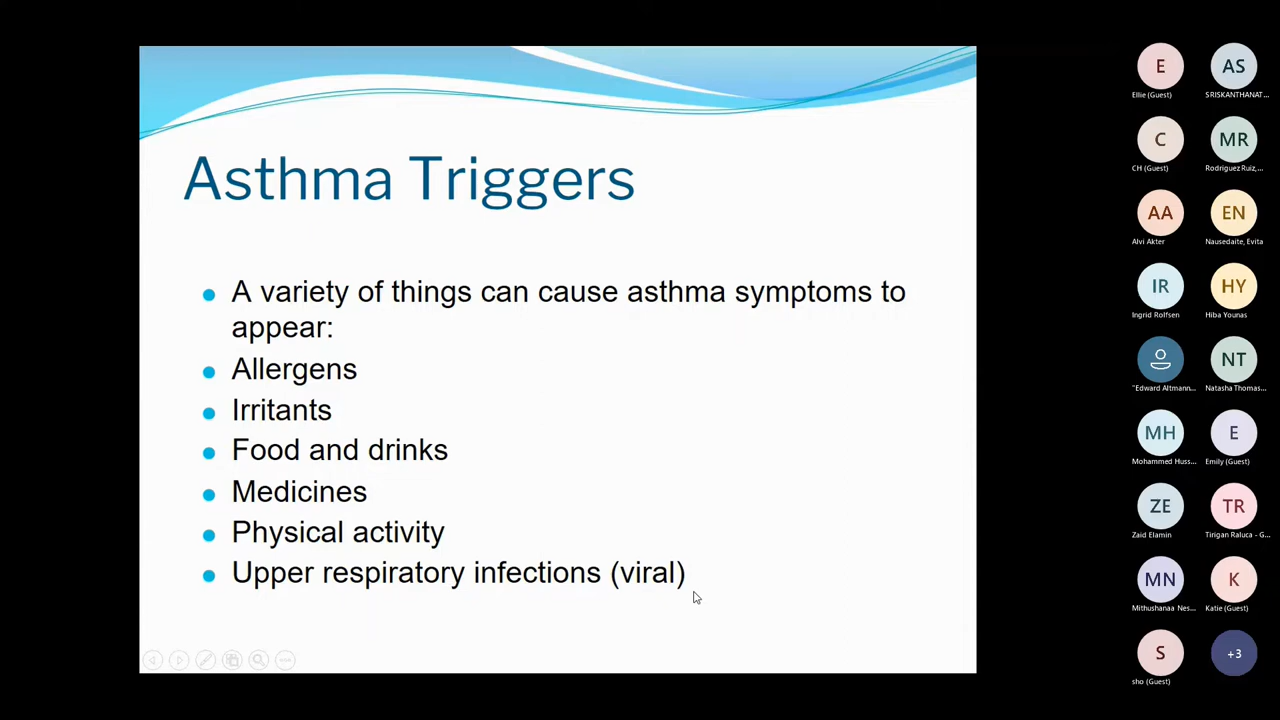 Asthma Triggers
A variety of things can cause asthma symptoms to
appear:
Allergens
Irritants
Food and drinks
Medicines
Physical activity
Upper respiratory infections (viral)
E
AS
Ellie (Guest)
SRISKANTHANAT...
C
MR
CH (Guest)
Rodriguez Ruiz,...
AA
EN
Alvi Akter
Nausedaite, Evita
IR
HY
Ingrid Rolfsen
Hiba Younas
NT
"Edward Altmann...
Natasha Thomas...
MH
E
Mohammed Huss...
Emily (Guest)
ZE
TR
Zaid Elamin
Tirigan Raluca - G...
MN
K
Mithushanaa Nes...
Katie (Guest)
S
+3
sho (Guest)